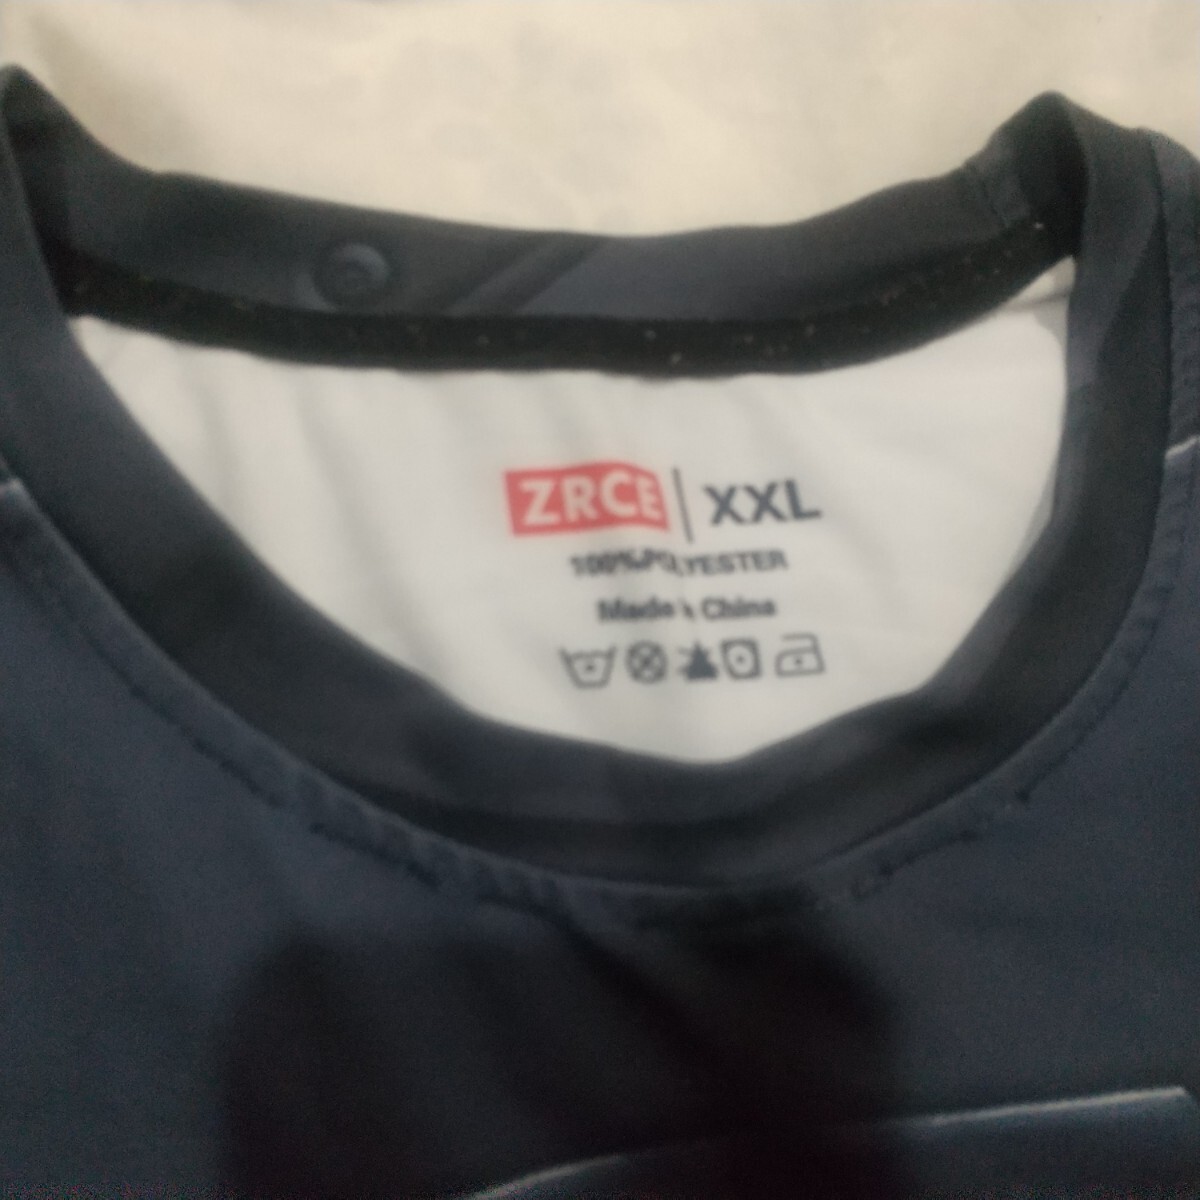 ZRCE | XXL
100%POLYESTER
Made in China